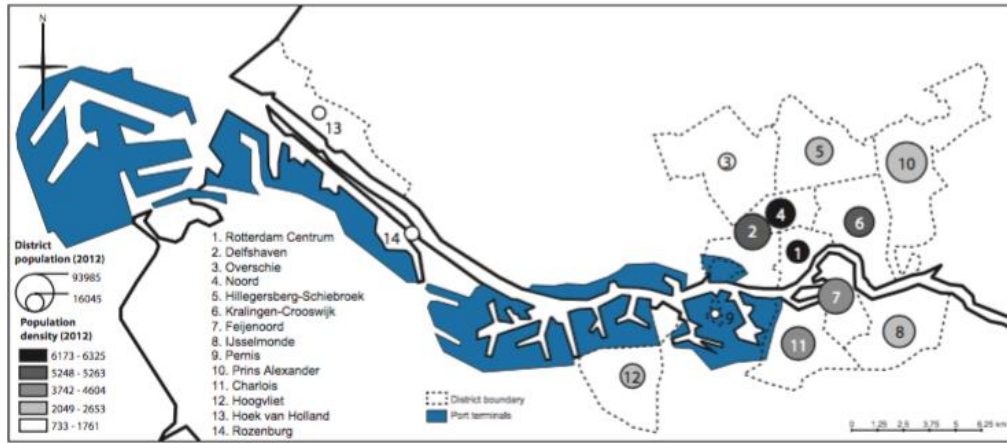 N
13
3
5
10
4
2
6
1
14
7
9
8
11
12
District
population (2012)
93985
16045
Population
density (2012)
6173 - 6325
5248 - 5263
3742 - 4604
2049 - 2653
733 - 1761
1. Rotterdam Centrum
2. Delfshaven
3. Overschie
4. Noord
5. Hillegersberg-Schiebroek
6. Kralingen-Crooswijk
7. Feijenoord
8. IJsselmonde
9. Pernis
10. Prins Alexander
11. Charlois
12. Hoogvliet
13. Hoek van Holland
14. Rozenburg
District boundary
Port terminals
0 1,25 2,5 3,75 5 6,25 km